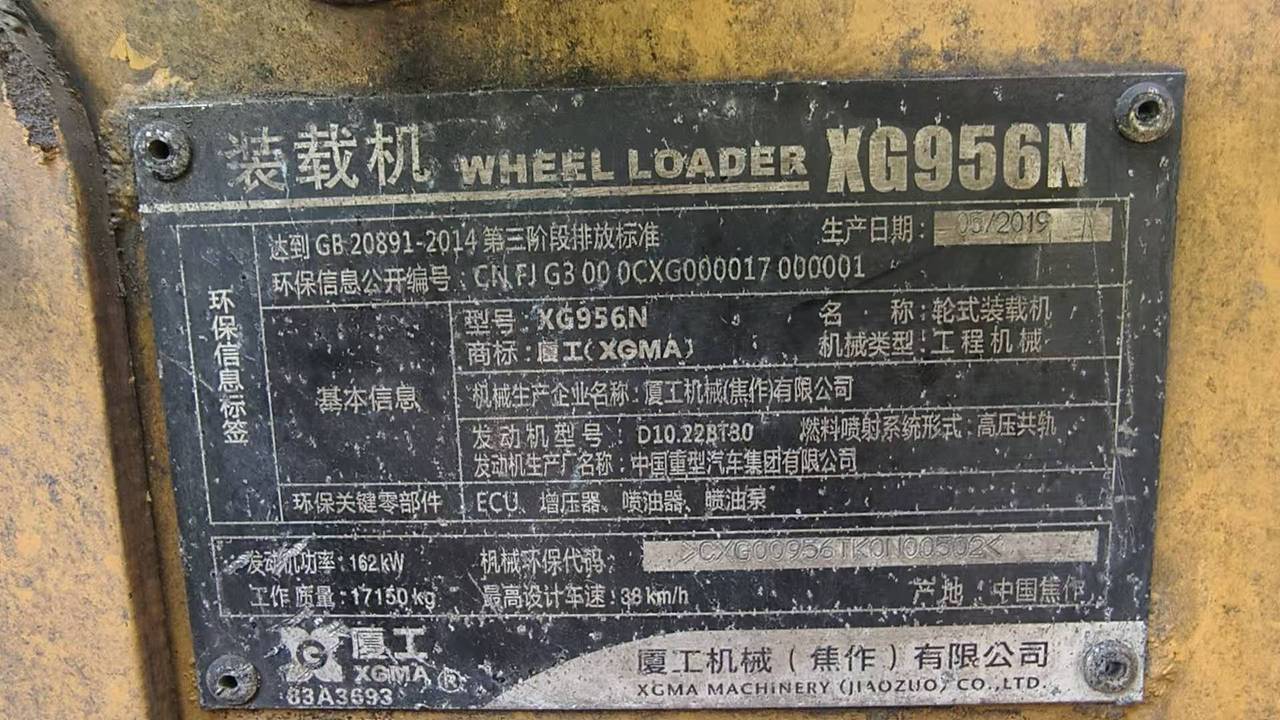 装载机 WHEEL LOADER XG956N
达到 GB 20891-2014 第三阶段排放标准 生产日期: 05/2019
环保信息公开编号: CN FJ G3 00 0CXG000017 000001
环保信息标签
基本信息
型号: XG956N 名 称: 轮式装载机
商标: 厦工(XGMA) 机械类型: 工程机械
机械生产企业名称: 厦工机械(焦作)有限公司
发动机型号: D10.22BT30 燃料喷射系统形式: 高压共轨
发动机生产厂名称: 中国重型汽车集团有限公司
环保关键零部件 ECU、增压器、喷油器、喷油泵
发动机功率: 162kW 机械环保代码: >CXG00956TK0N00502<
工作质量: 17150kg 最高设计车速: 38km/h 产地: 中国焦作
厦工
XGMA®
83A3693
厦工机械(焦作)有限公司
XGMA MACHINERY (JIAOZUO) CO.,LTD.